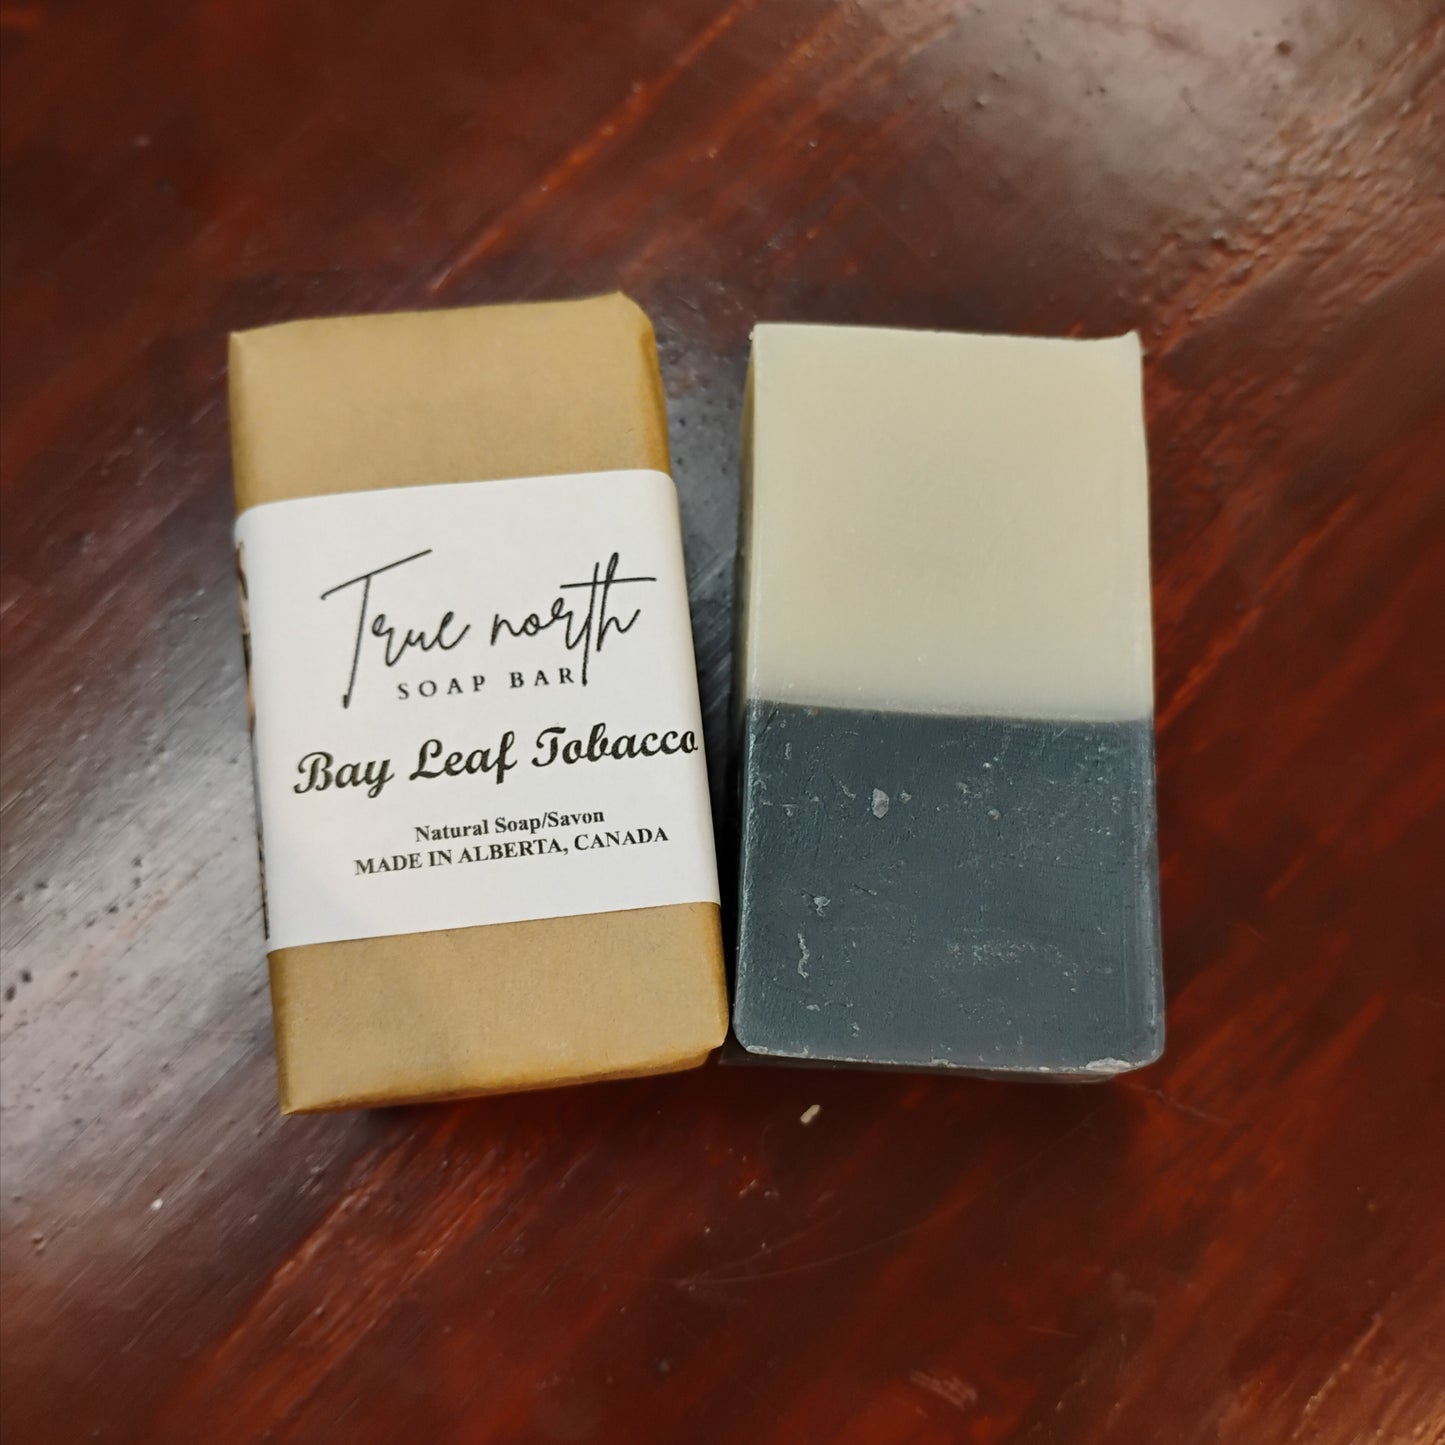 True north
SOAP BAR
Bay Leaf Tobacco
Natural Soap/Savon
MADE IN ALBERTA, CANADA